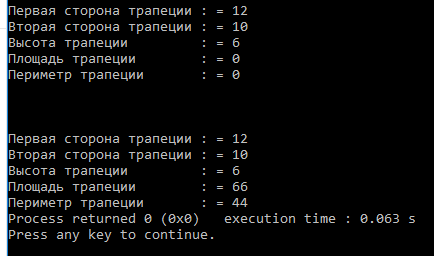 Первая сторона трапеции : = 12
Вторая сторона трапеции : = 10
Высота трапеции         : = 6
Площадь трапеции        : = 0
Периметр трапеции       : = 0
Первая сторона трапеции : = 12
Вторая сторона трапеции : = 10
Высота трапеции         : = 6
Площадь трапеции        : = 66
Периметр трапеции       : = 44
Process returned 0 (0x0)   execution time : 0.063 s
Press any key to continue.